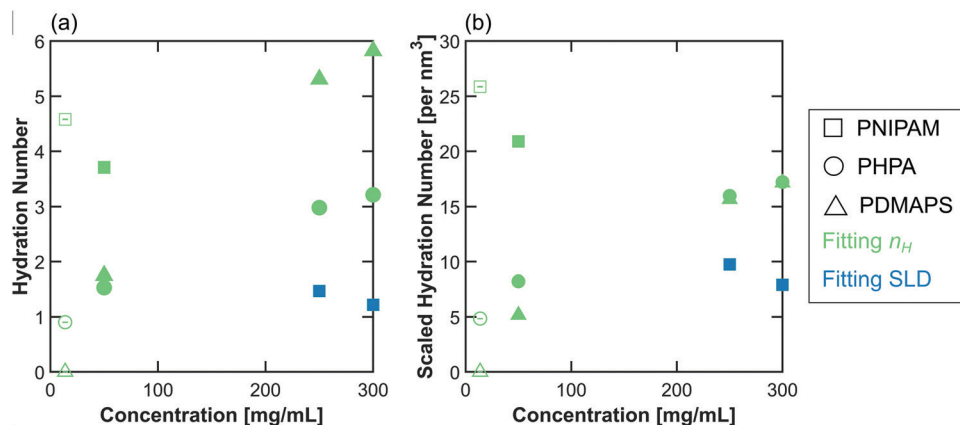 (a)
6
5
4
3
2
1
0
0
100
200
300
Hydration Number
Concentration [mg/mL]
(b)
30
25
20
15
10
5
0
0
100
200
300
Scaled Hydration Number [per nm³]
Concentration [mg/mL]
PNIPAM
PHPA
PDMAPS
Fitting n_H
Fitting SLD